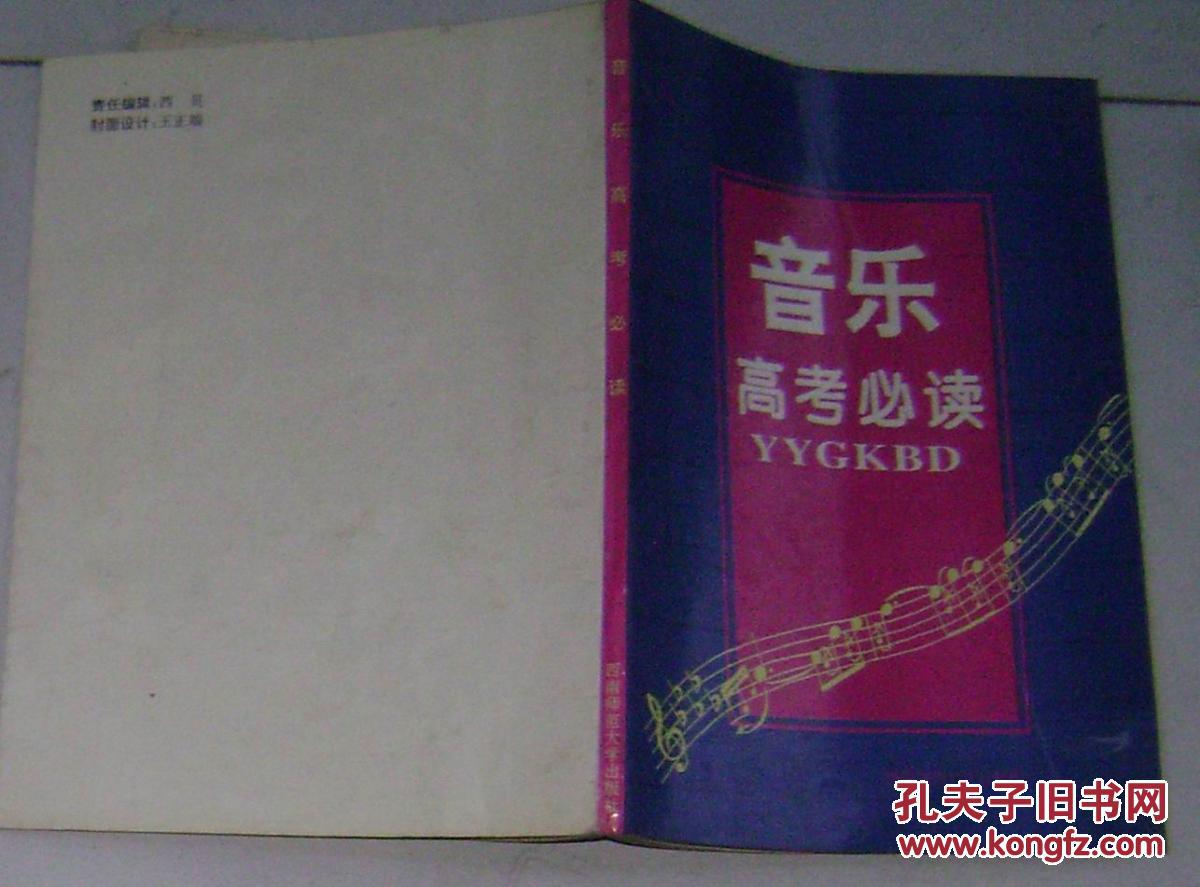 责任编辑：西
封面设计：王正端
音乐高考必读
西南师范大学出版社
音乐
高考必读
YYGKBD
孔夫子旧书网
www.kongfz.com